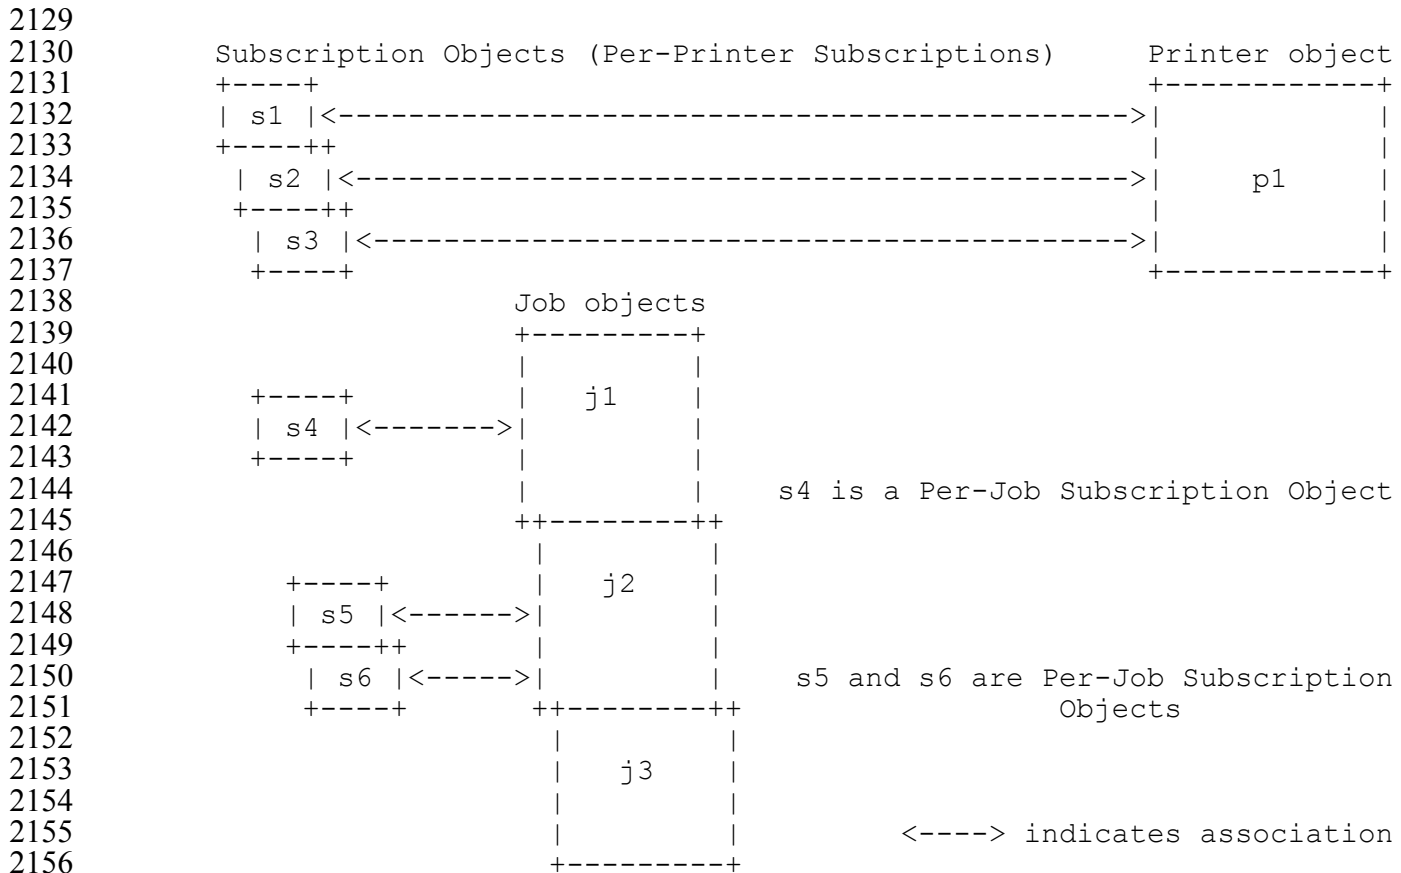 2129
2130 Subscription Objects (Per-Printer Subscriptions) Printer object
2131 +----+ +------------+
2132 | s1 |<-------------------------------------------->| |
2133 +----++ | |
2134 | s2 |<------------------------------------------->| p1 |
2135 +----++ | |
2136 | s3 |<------------------------------------------>| |
2137 +----+ +------------+
2138 Job objects
2139 +---------+
2140 | |
2141 +----+ | j1 |
2142 | s4 |<------->| |
2143 +----+ | |
2144 | | s4 is a Per-Job Subscription Object
2145 ++--------++
2146 | |
2147 +----+ | j2 |
2148 | s5 |<------>| |
2149 +----++ | |
2150 | s6 |<----->| | s5 and s6 are Per-Job Subscription
2151 +----+ ++--------++ Objects
2152 | |
2153 | j3 |
2154 | |
2155 | | <----> indicates association
2156 +---------+